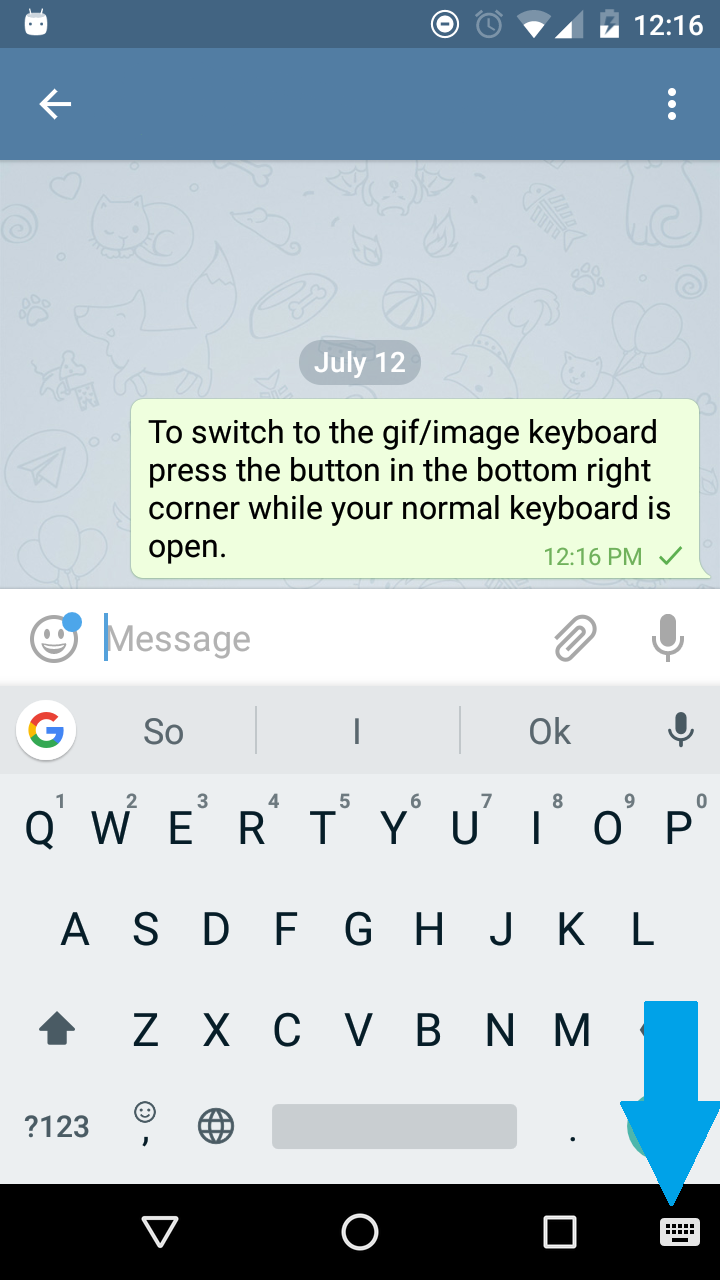 12:16
July 12
To switch to the gif/image keyboard
press the button in the bottom right
corner while your normal keyboard is
open.
12:16 PM
Message
G So I Ok
1 2 3 4 5 6 7 8 9 0
Q W E R T Y U I O P
A S D F G H J K L
Z X C V B N M
?123 , .